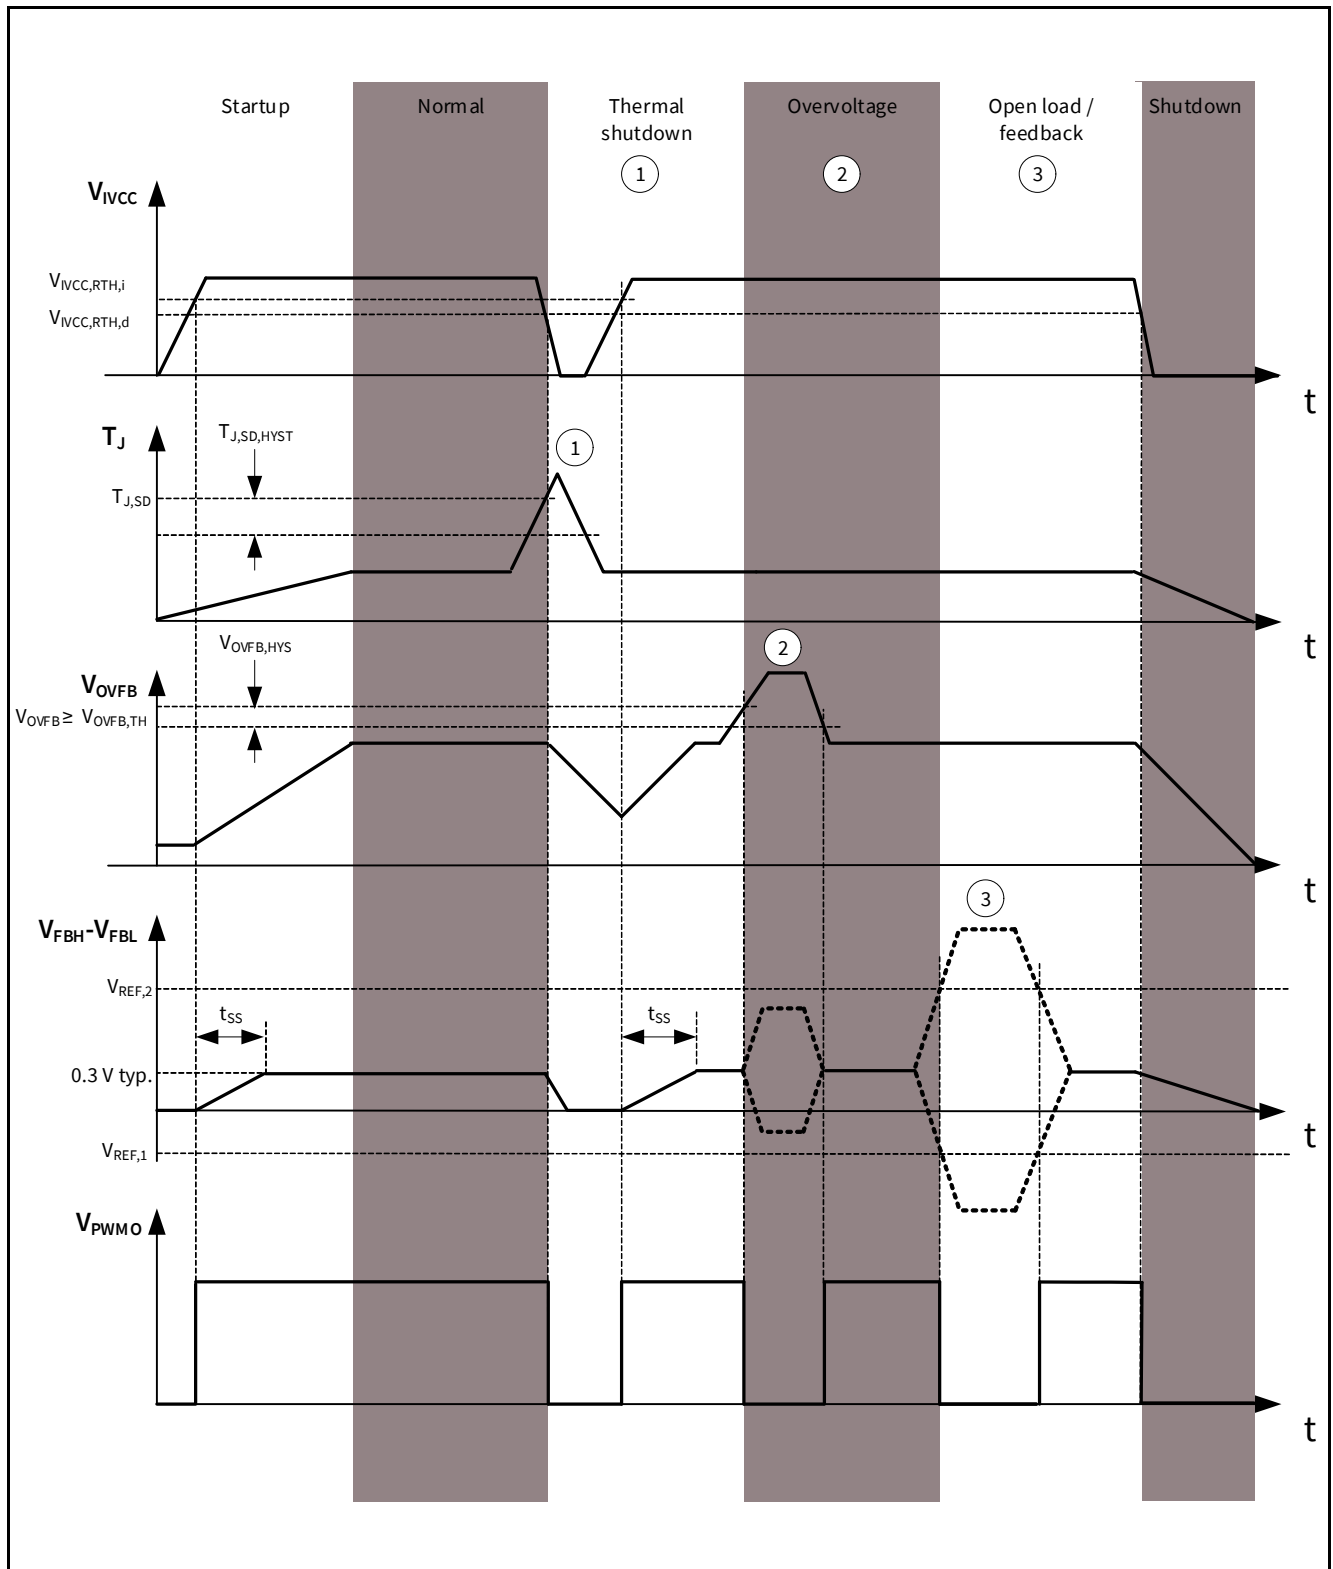 Startup
Normal
Thermal
shutdown
Overvoltage
Open load /
feedback
Shutdown
1
2
3
VIVCC
VIVCC,RTH,i
VIVCC,RTH,d
t
TJ
TJ,SD,HYST
1
TJ,SD
t
VOVFB,HYS
2
VOVFB
VOVFB ≥ VOVFB,TH
t
3
VFBH-VFBL
VREF,2
tSS
tSS
0.3 V typ.
VREF,1
t
VPWMO
t